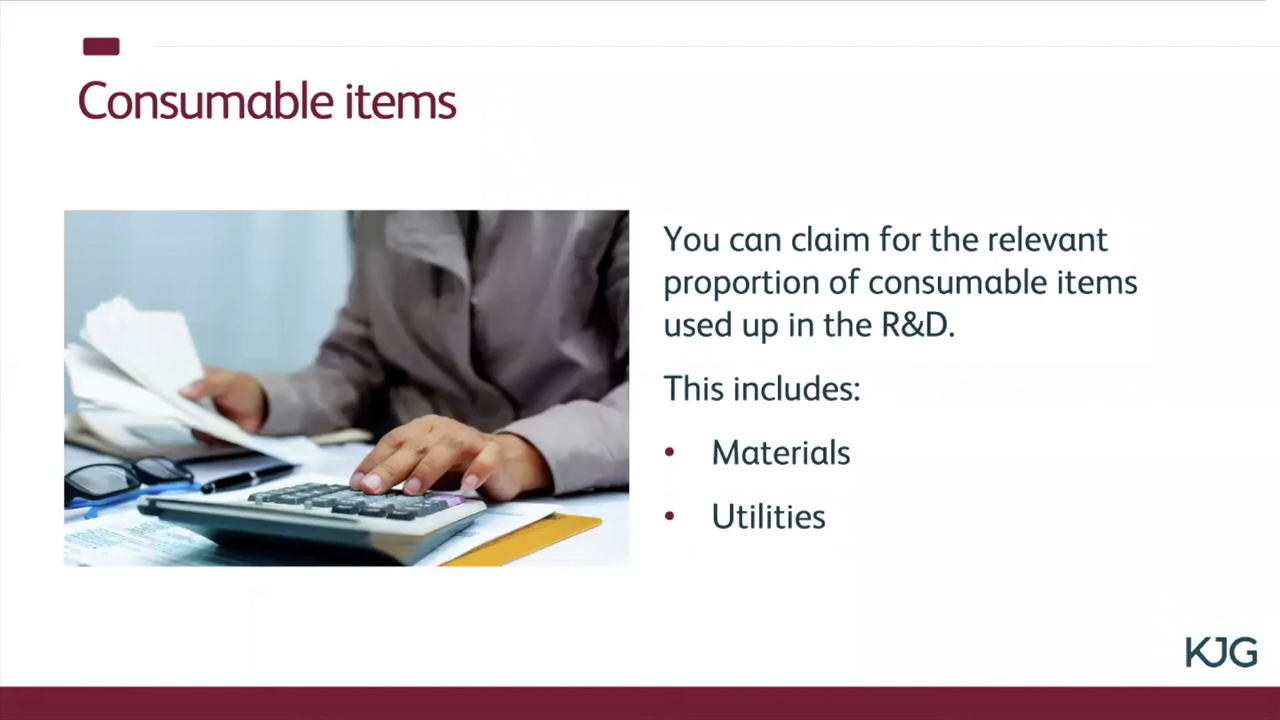 Consumable items
You can claim for the relevant
proportion of consumable items
used up in the R&D.
This includes:
• Materials
• Utilities
KJG